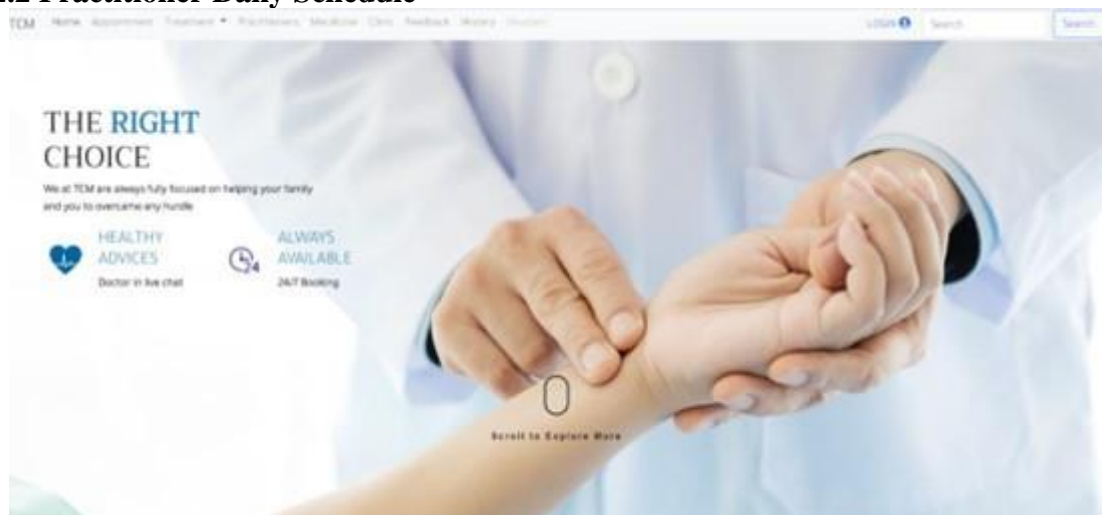 .2 Practitioner Daily Schedule
TCM Home Appointment Treatment Practitioners Medicine Clinic Feedback History LOGIN Search Search
THE RIGHT
CHOICE
We at TCM are always fully focused on helping your family
and you to overcame any hurdle
HEALTHY
ADVICES
Doctor in live chat
ALWAYS
AVAILABLE
24/7 Booking
Scroll to Explore More